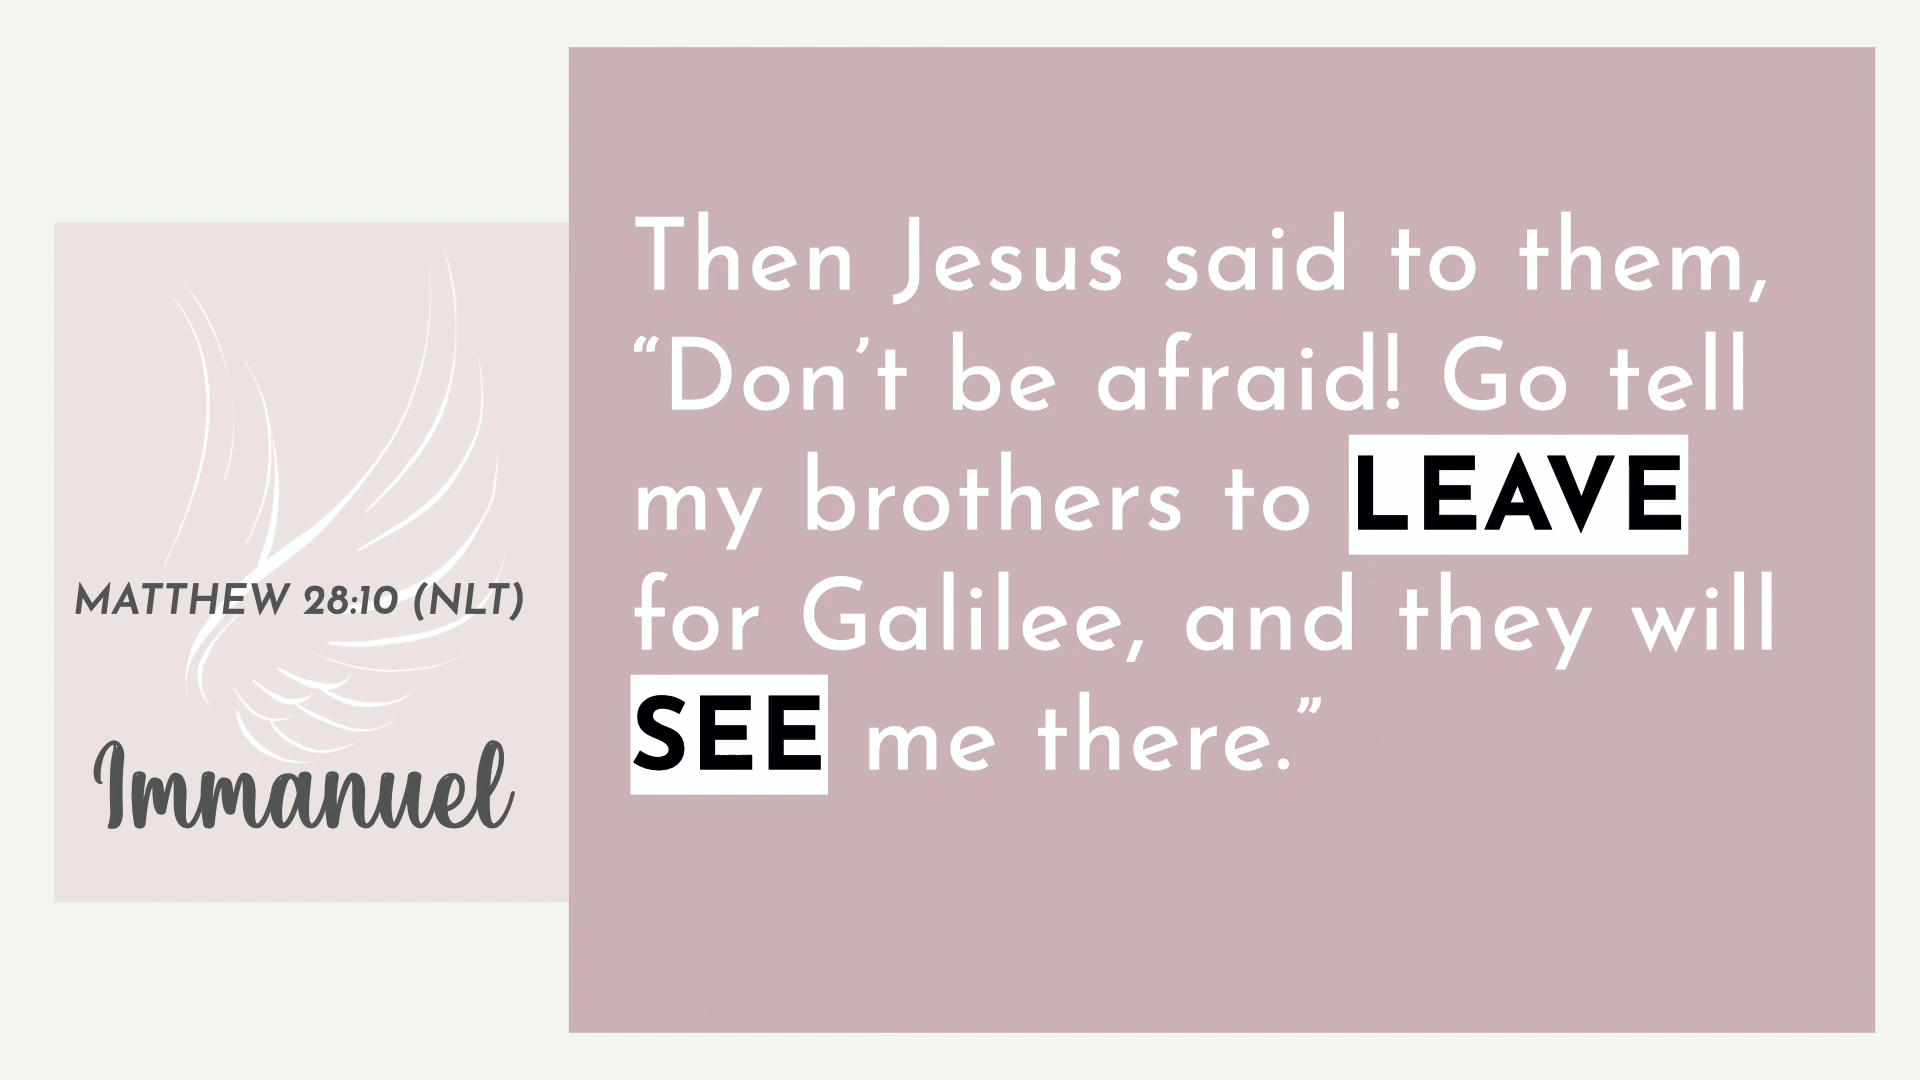 MATTHEW 28:10 (NLT)
Immanuel
Then Jesus said to them,
“Don’t be afraid! Go tell
my brothers to LEAVE
for Galilee, and they will
SEE me there.”